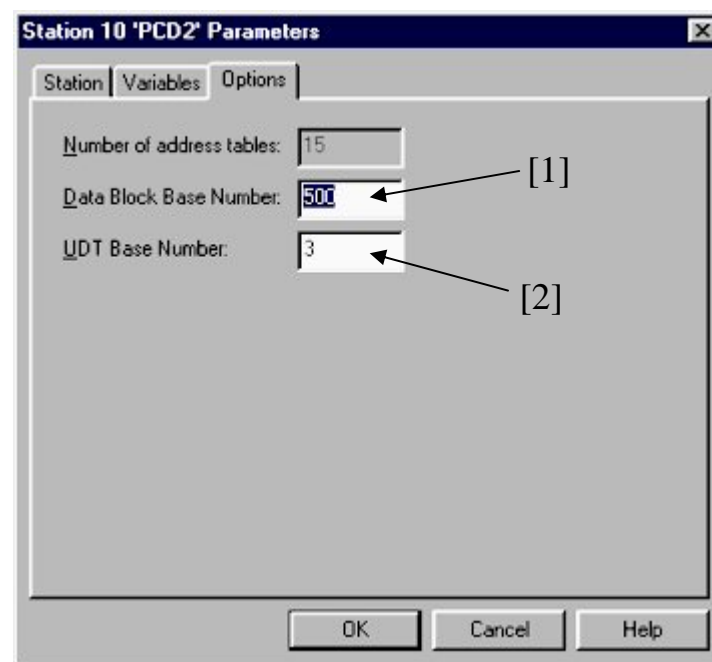 Station 10 'PCD2' Parameters
Station Variables Options
Number of address tables: 15
Data Block Base Number: 500
[1]
UDT Base Number: 3
[2]
OK Cancel Help